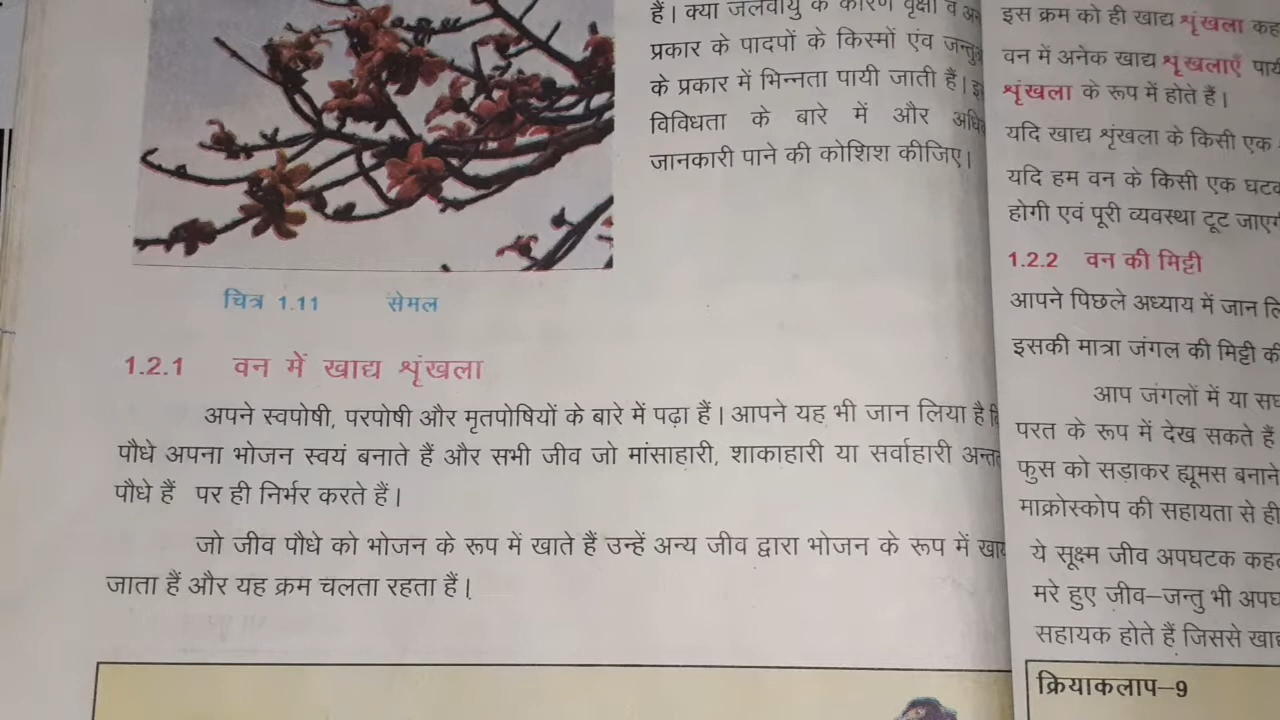 हैं। क्या जलवायु के कारण वृक्षों व
प्रकार के पादपों के किस्मों एंव
के प्रकार में भिन्नता पायी जाती हैं।
विविधता के बारे में और
जानकारी पाने की कोशिश कीजिए।
चित्र 1.11 सेमल
1.2.1 वन में खाद्य शृंखला
अपने स्वपोषी, परपोषी और मृतपोषियों के बारे में पढ़ा हैं। आपने यह भी जान लिया है
पौधे अपना भोजन स्वयं बनाते हैं और सभी जीव जो मांसाहारी, शाकाहारी या सर्वाहारी
पौधे हैं पर ही निर्भर करते हैं।
जो जीव पौधे को भोजन के रूप में खाते हैं उन्हें अन्य जीव द्वारा भोजन के रूप में
जाता हैं और यह क्रम चलता रहता हैं।
इस क्रम को ही खाद्य शृंखला
वन में अनेक खाद्य शृखलाएँ
शृंखला के रूप में होते हैं।
यदि खाद्य शृंखला के किसी एक
यदि हम वन के किसी एक
होगी एवं पूरी व्यवस्था टूट
1.2.2 वन की मिट्टी
आपने पिछले अध्याय में जान
इसकी मात्रा जंगल की मिट्टी
आप जंगलों में या
परत के रूप में देख सकते हैं
फुस को सड़ाकर ह्यूमस बनाने
माक्रोस्कोप की सहायता से ही
ये सूक्ष्म जीव अपघटक
मरे हुए जीव–जन्तु भी
सहायक होते हैं जिससे
क्रियाकलाप–9